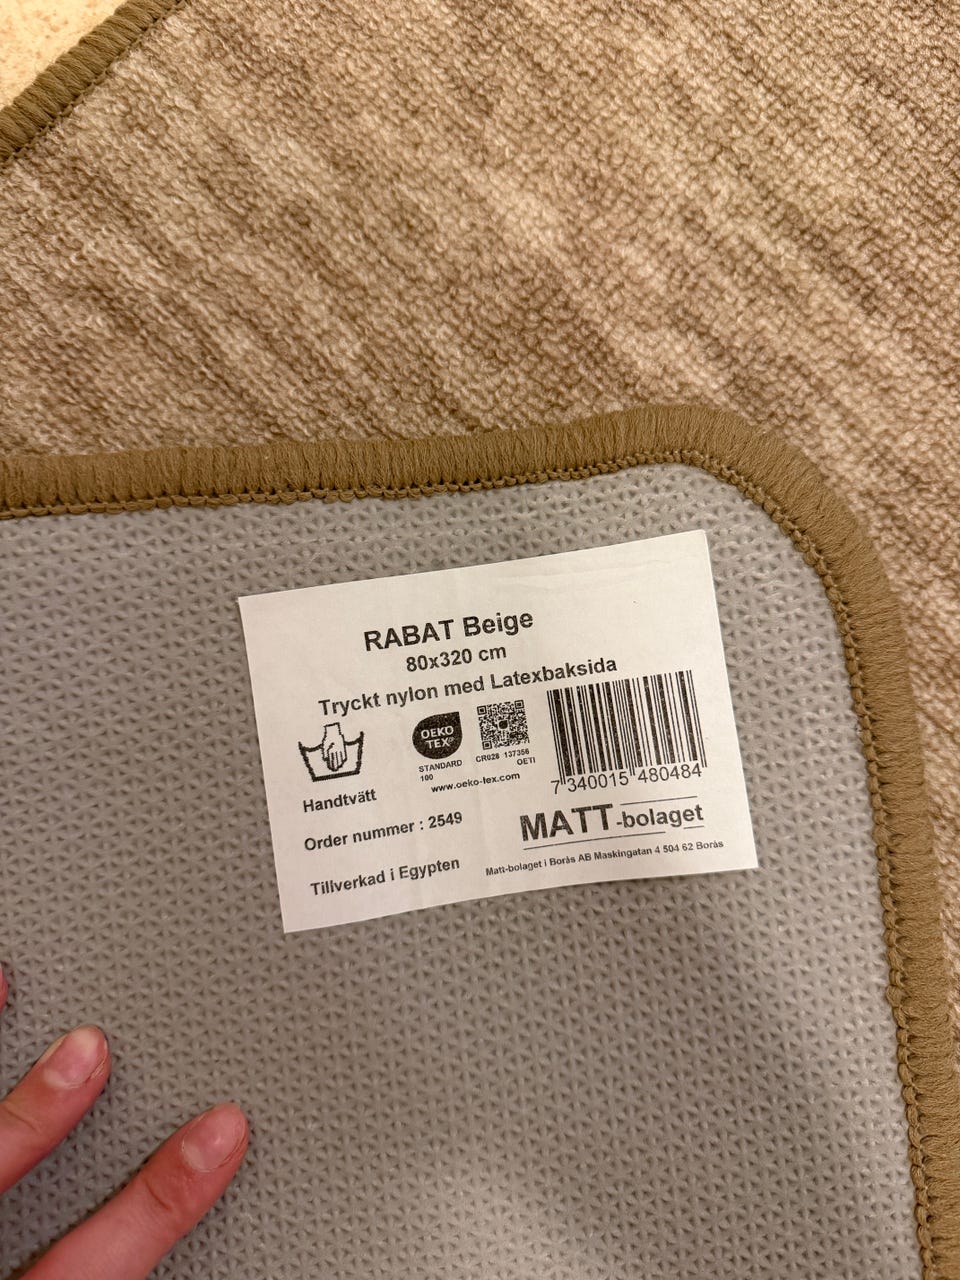 RABAT Beige
80x320 cm
Tryckt nylon med Latexbaksida
OEKO
TEX®
STANDARD
100
CR028 137356
OETI
www.oeko-tex.com
7 340015 480484
Handtvätt
Order nummer : 2549
MATT-bolaget
Tillverkad i Egypten
Matt-bolaget i Borås AB Maskingatan 4 504 62 Borås